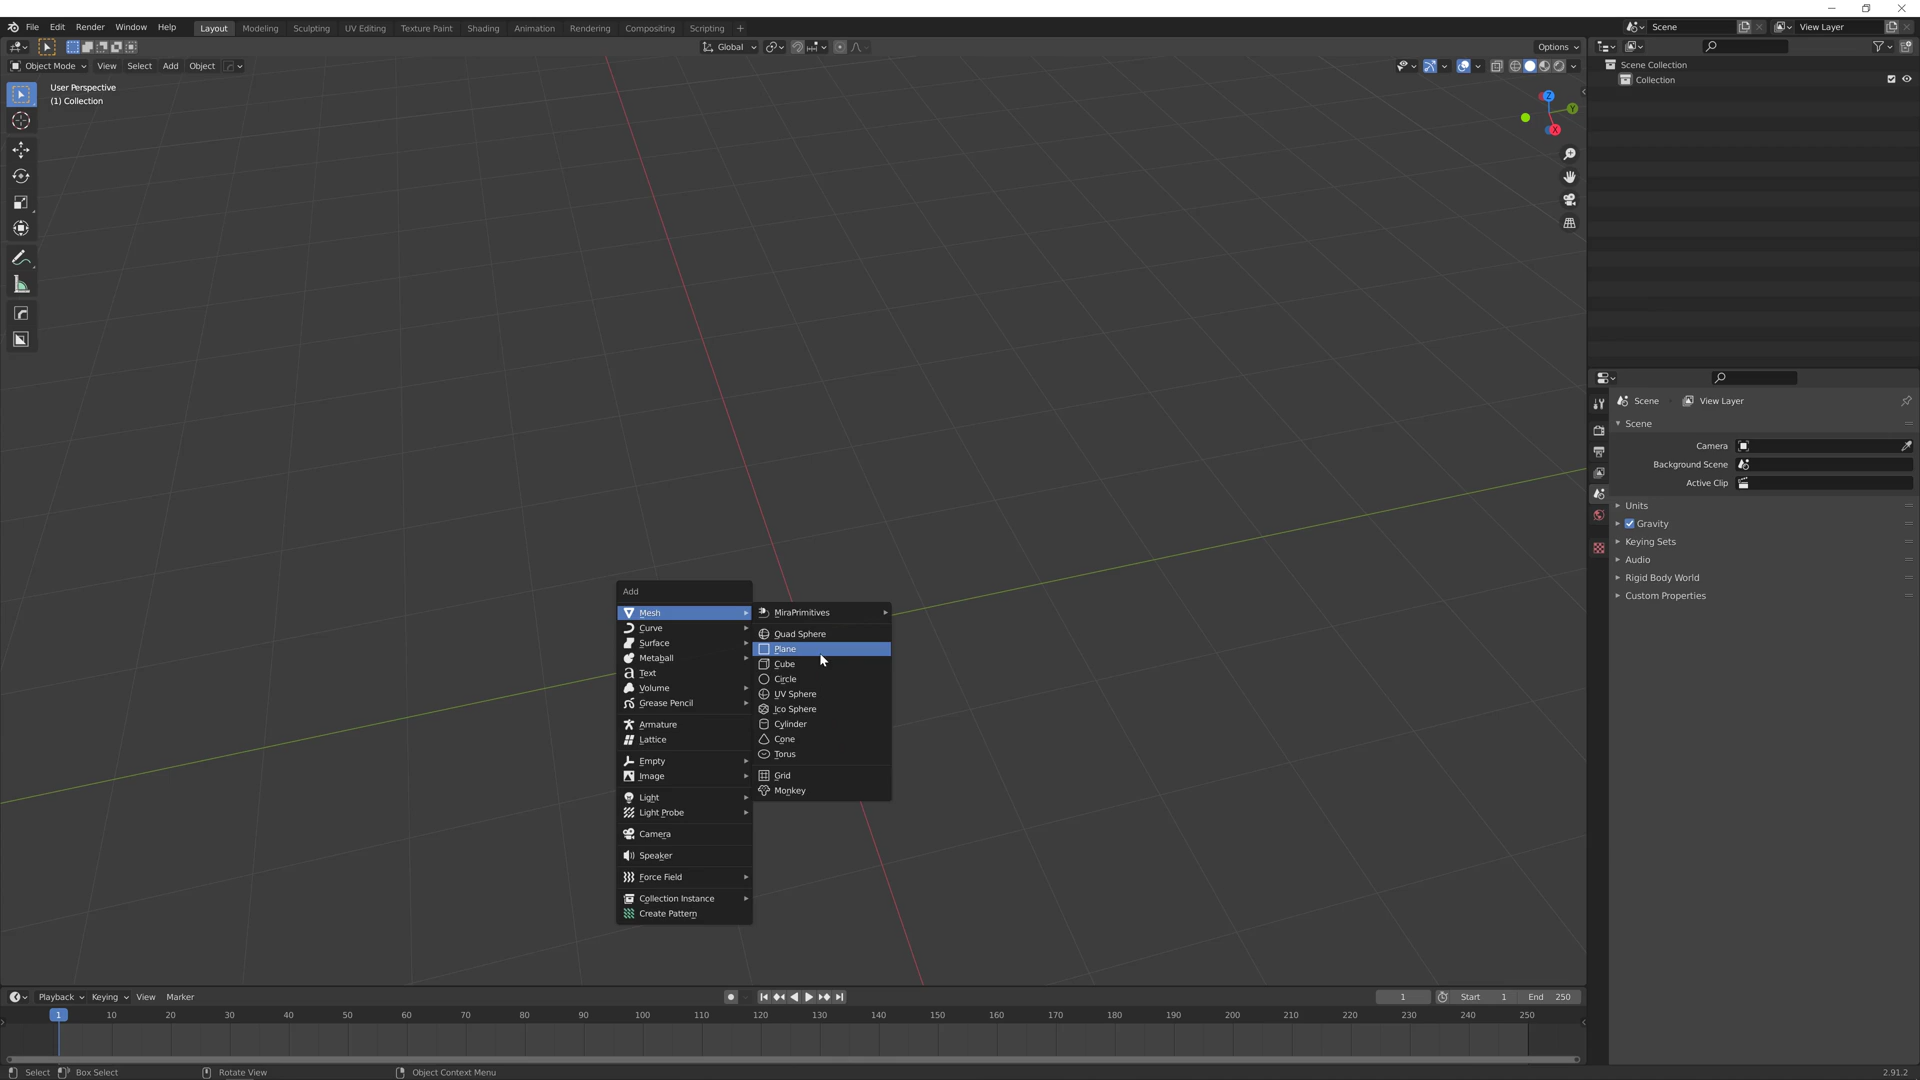 File Edit Render Window Help Layout Modeling Sculpting UV Editing Texture Paint Shading Animation Rendering Compositing Scripting + Scene View Layer
Global Options
Object Mode View Select Add Object
User Perspective
(1) Collection
Z
Y
X
Scene Collection
Collection
Scene View Layer
Scene
Camera
Background Scene
Active Clip
Units
Gravity
Keying Sets
Audio
Rigid Body World
Custom Properties
Add
Mesh
Curve
Surface
Metaball
Text
Volume
Grease Pencil
Armature
Lattice
Empty
Image
Light
Light Probe
Camera
Speaker
Force Field
Collection Instance
Create Pattern
MiraPrimitives
Quad Sphere
Plane
Cube
Circle
UV Sphere
Ico Sphere
Cylinder
Cone
Torus
Grid
Monkey
Playback Keying View Marker 1 Start 1 End 250
1 10 20 30 40 50 60 70 80 90 100 110 120 130 140 150 160 170 180 190 200 210 220 230 240 250
Select Box Select Rotate View Object Context Menu 2.91.2